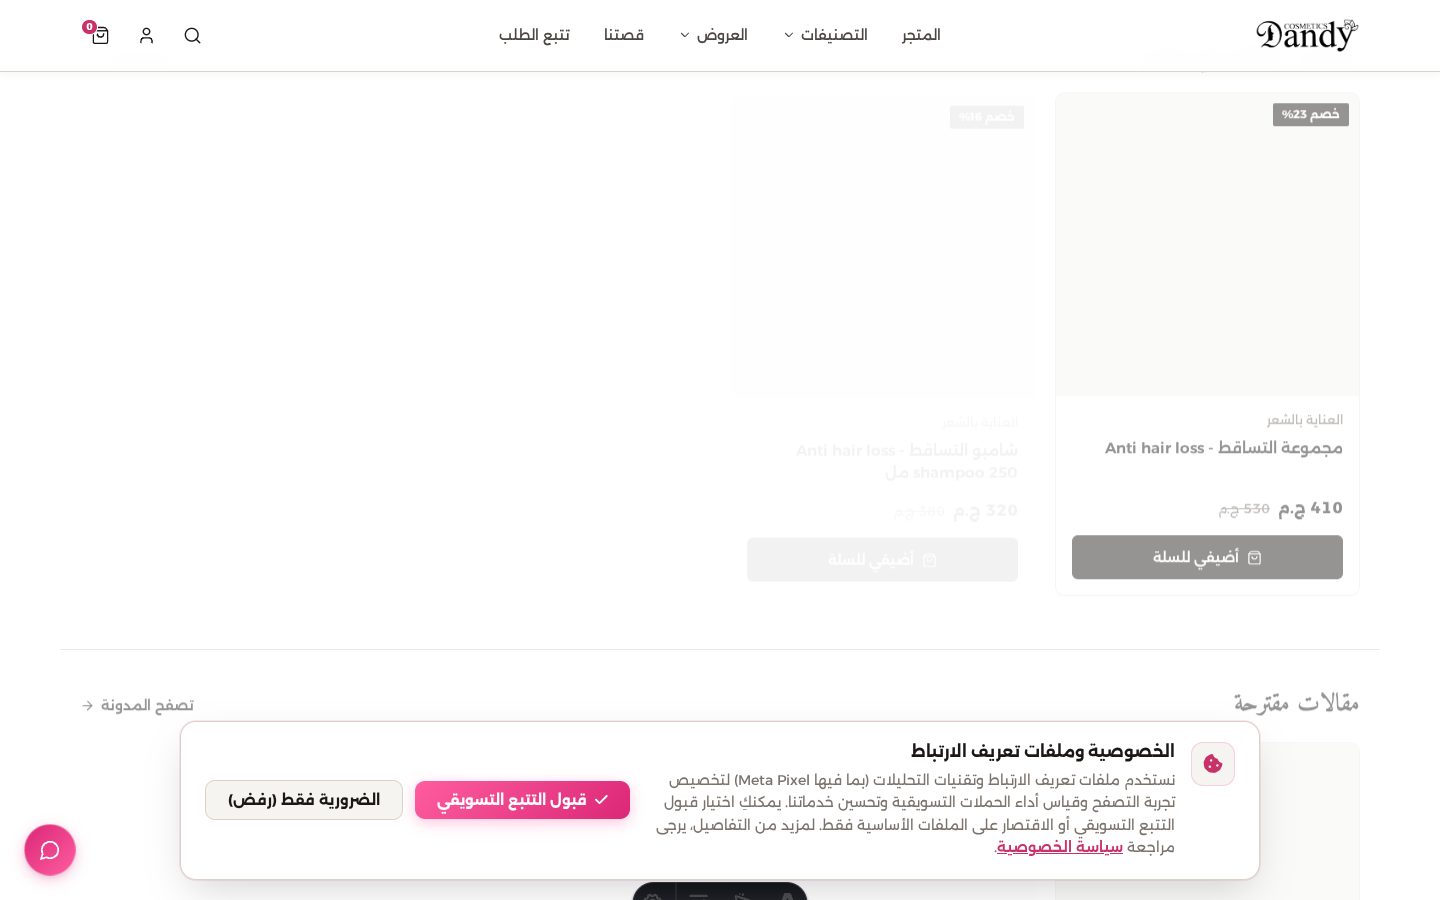 COSMETICS
Dandy
المتجر
التصنيفات
العروض
قصتنا
تتبع الطلب
0
خصم 23%
العناية بالشعر
مجموعة التساقط - Anti hair loss
410 ج.م 530 ج.م
أضيفي للسلة
خصم 16%
العناية بالشعر
شامبو التساقط - Anti hair loss
shampoo 250 مل
320 ج.م 380 ج.م
أضيفي للسلة
مقالات مقترحة
تصفح المدونة
الخصوصية وملفات تعريف الارتباط
نستخدم ملفات تعريف الارتباط وتقنيات التحليلات (بما فيها Meta Pixel) لتخصيص
تجربة التصفح وقياس أداء الحملات التسويقية وتحسين خدماتنا. يمكنك اختيار قبول
التتبع التسويقي أو الاقتصار على الملفات الأساسية فقط. لمزيد من التفاصيل، يرجى
مراجعة سياسة الخصوصية.
قبول التتبع التسويقي
الضرورية فقط (رفض)